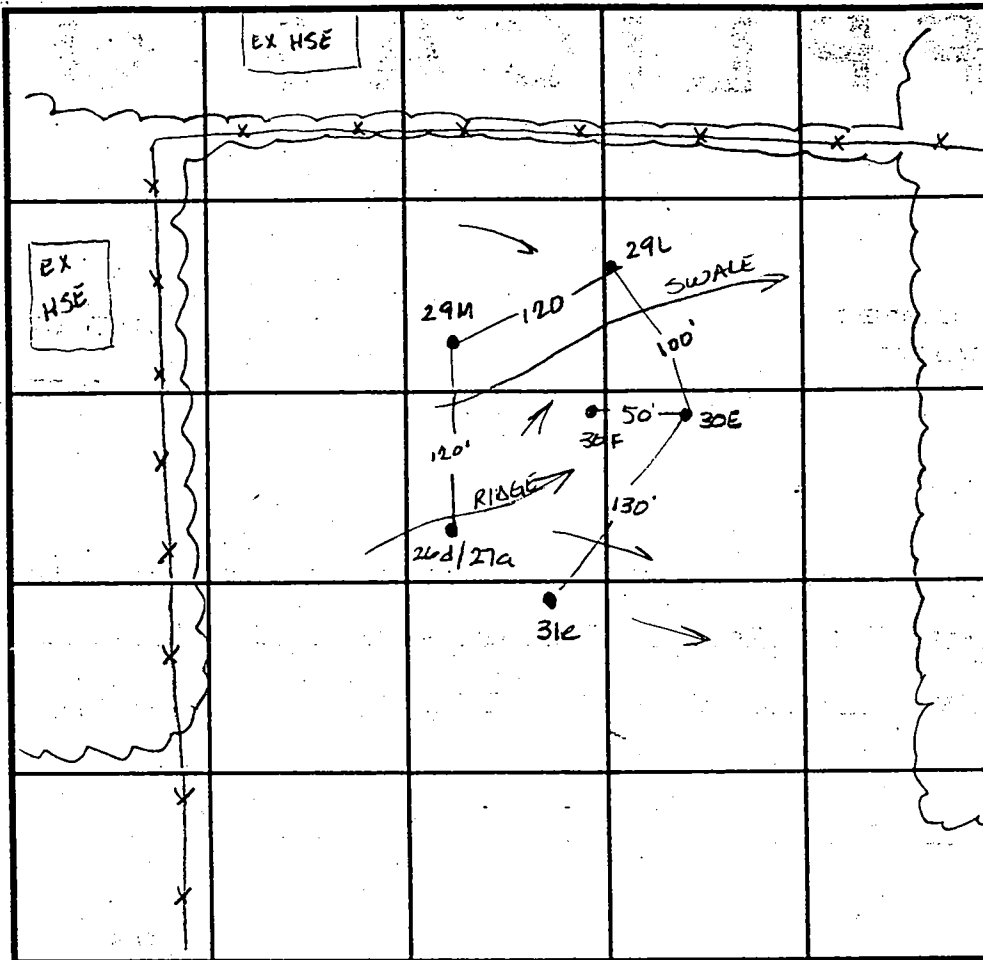 EX HSE
EX
HSE
29L
SWALE
29M
120
100'
50'
30F
30E
120'
RIDGE
130'
26d/27a
31e